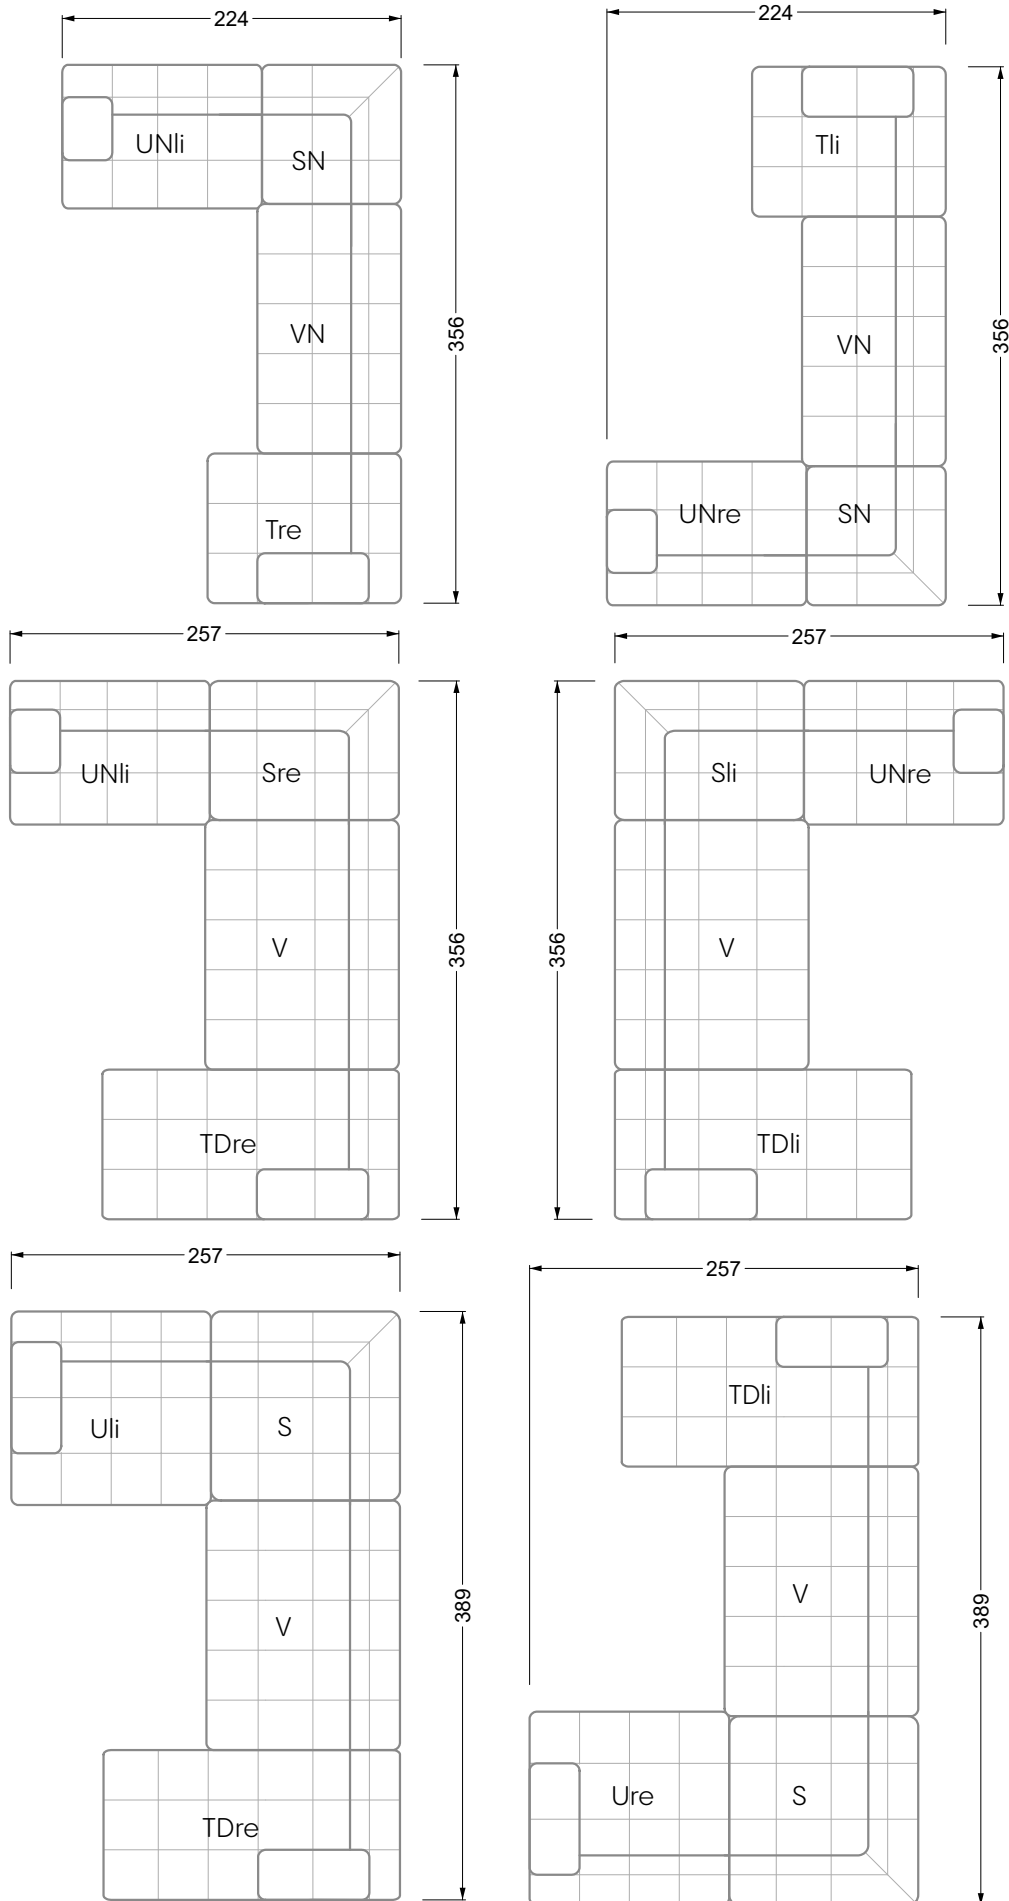 224
UNli
SN
VN
356
Tre
224
Tli
VN
356
UNre
SN
257
UNli
Sre
V
356
TDre
257
Sli
UNre
V
356
TDli
257
Uli
S
V
389
TDre
257
TDli
V
389
Ure
S